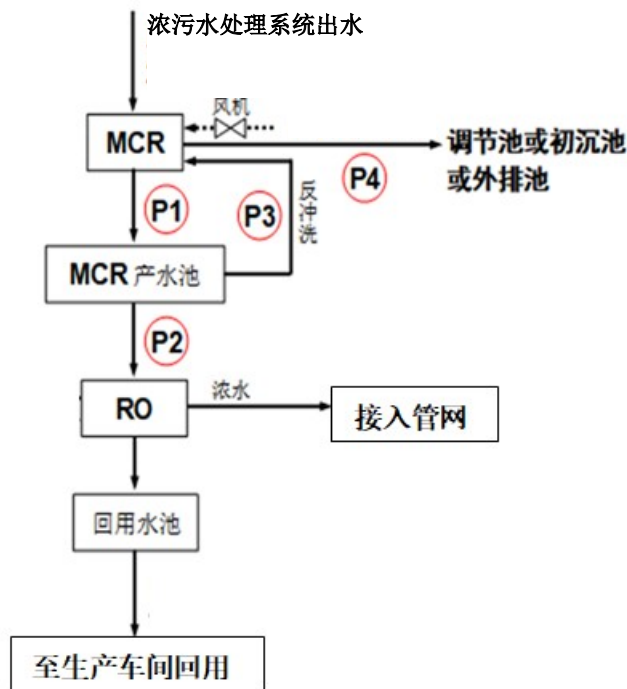 浓污水处理系统出水
风机
MCR
调节池或初沉池
或外排池
P4
P1
P3
反冲洗
MCR 产水池
P2
浓水
RO
接入管网
回用水池
至生产车间回用